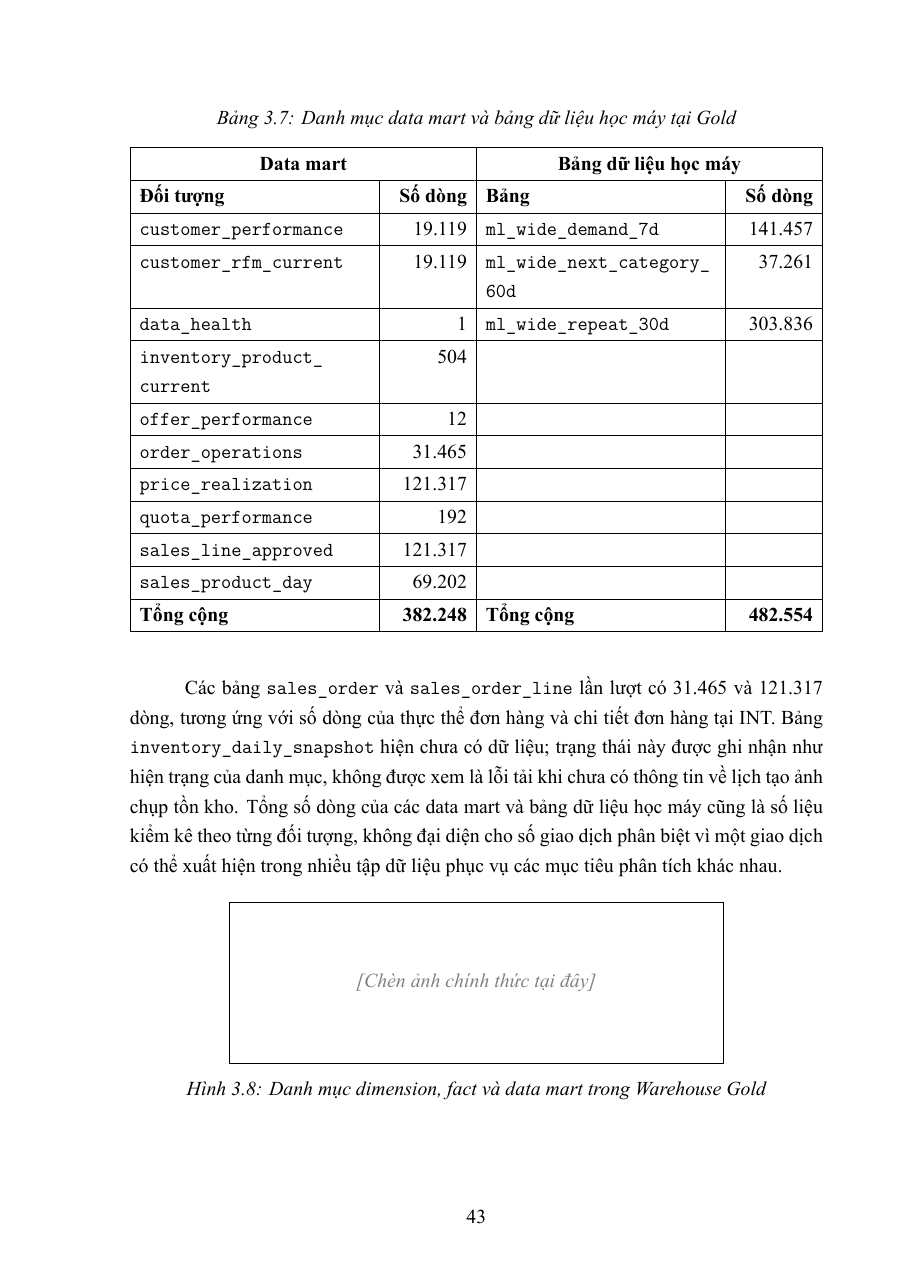 Bảng 3.7: Danh mục data mart và bảng dữ liệu học máy tại Gold
Data mart Bảng dữ liệu học máy
Đối tượng Số dòng Bảng Số dòng
customer_performance 19.119 ml_wide_demand_7d 141.457
customer_rfm_current 19.119 ml_wide_next_category_ 37.261
60d
data_health 1 ml_wide_repeat_30d 303.836
inventory_product_ 504
current
offer_performance 12
order_operations 31.465
price_realization 121.317
quota_performance 192
sales_line_approved 121.317
sales_product_day 69.202
Tổng cộng 382.248 Tổng cộng 482.554
Các bảng sales_order và sales_order_line lần lượt có 31.465 và 121.317
dòng, tương ứng với số dòng của thực thể đơn hàng và chi tiết đơn hàng tại INT. Bảng
inventory_daily_snapshot hiện chưa có dữ liệu; trạng thái này được ghi nhận như
hiện trạng của danh mục, không được xem là lỗi tải khi chưa có thông tin về lịch tạo ảnh
chụp tồn kho. Tổng số dòng của các data mart và bảng dữ liệu học máy cũng là số liệu
kiểm kê theo từng đối tượng, không đại diện cho số giao dịch phân biệt vì một giao dịch
có thể xuất hiện trong nhiều tập dữ liệu phục vụ các mục tiêu phân tích khác nhau.
[Chèn ảnh chính thức tại đây]
Hình 3.8: Danh mục dimension, fact và data mart trong Warehouse Gold
43